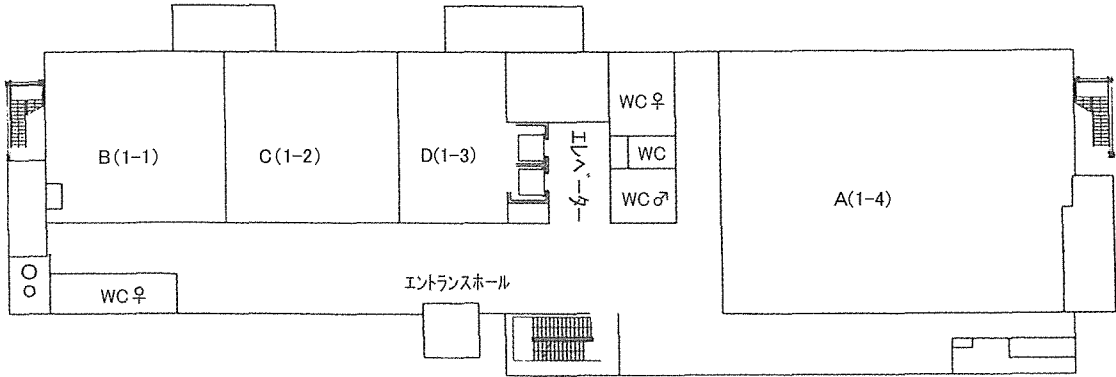 WC♀
B(1-1)
C(1-2)
D(1-3)
エレベーター
WC
WC♂
A(1-4)
エントランスホール
WC♀